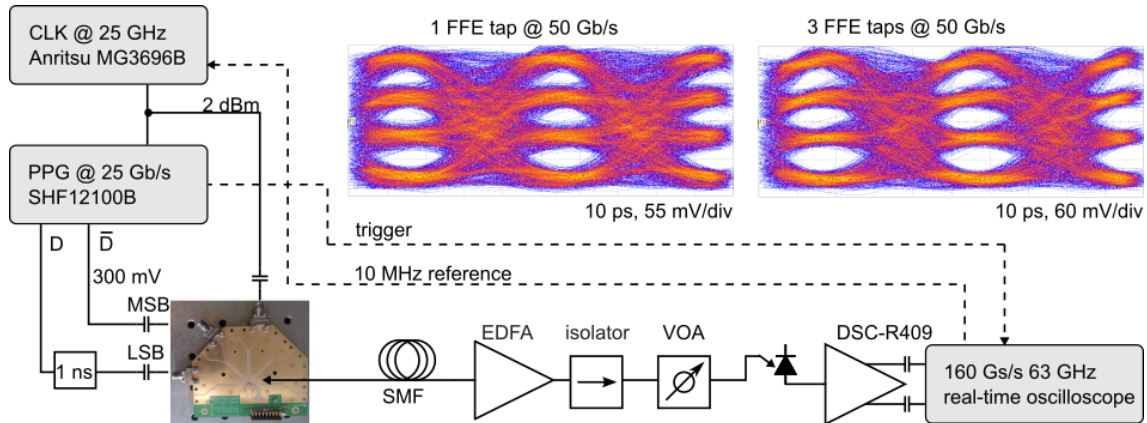 CLK @ 25 GHz
Anritsu MG3696B
1 FFE tap @ 50 Gb/s
3 FFE taps @ 50 Gb/s
2 dBm
PPG @ 25 Gb/s
SHF12100B
10 ps, 55 mV/div
10 ps, 60 mV/div
D
D̅
trigger
300 mV
10 MHz reference
MSB
LSB
1 ns
SMF
EDFA
isolator
VOA
DSC-R409
160 Gs/s 63 GHz
real-time oscilloscope